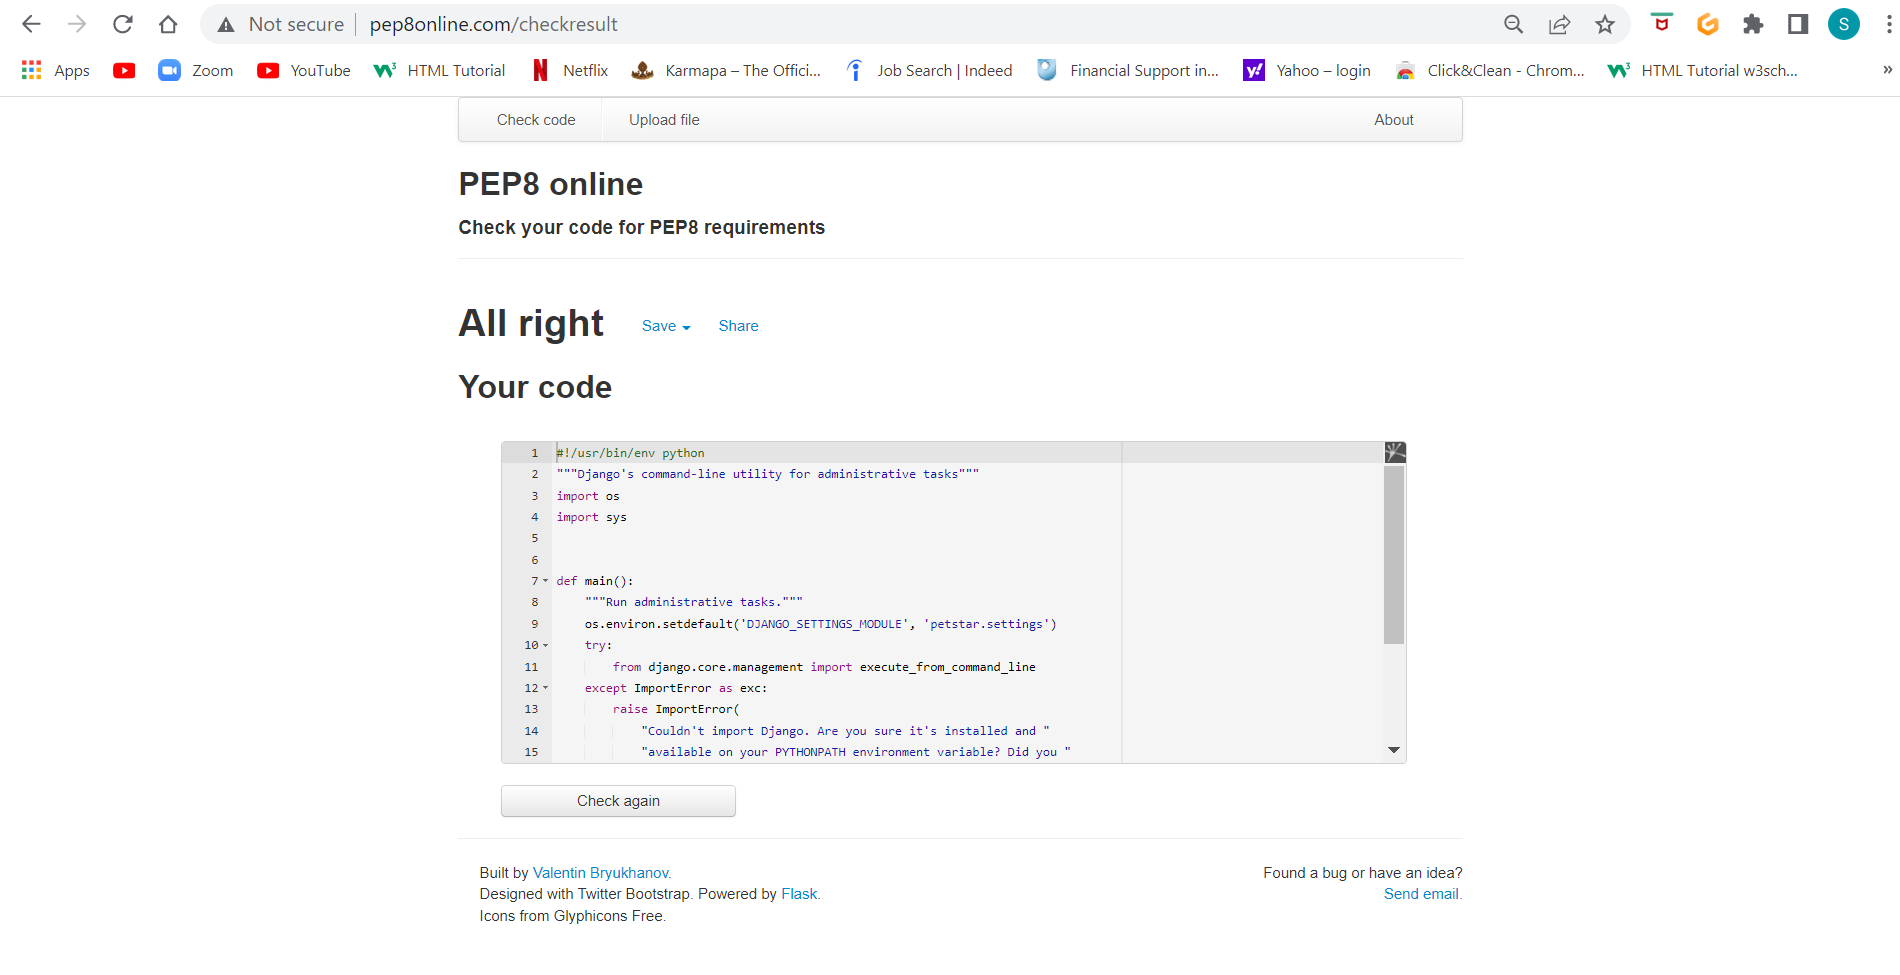 Not secure pep8online.com/checkresult S
Apps Zoom YouTube HTML Tutorial Netflix Karmapa – The Offici... Job Search | Indeed Financial Support in... Yahoo – login Click&Clean - Chrom... HTML Tutorial w3sch... »
Check code Upload file About
PEP8 online
Check your code for PEP8 requirements
All right Save Share
Your code
1 #!/usr/bin/env python
2 """Django's command-line utility for administrative tasks"""
3 import os
4 import sys
5
6
7 def main():
8 """Run administrative tasks."""
9 os.environ.setdefault('DJANGO_SETTINGS_MODULE', 'petstar.settings')
10 try:
11 from django.core.management import execute_from_command_line
12 except ImportError as exc:
13 raise ImportError(
14 "Couldn't import Django. Are you sure it's installed and "
15 "available on your PYTHONPATH environment variable? Did you "
Check again
Built by Valentin Bryukhanov.
Designed with Twitter Bootstrap. Powered by Flask.
Icons from Glyphicons Free.
Found a bug or have an idea?
Send email.